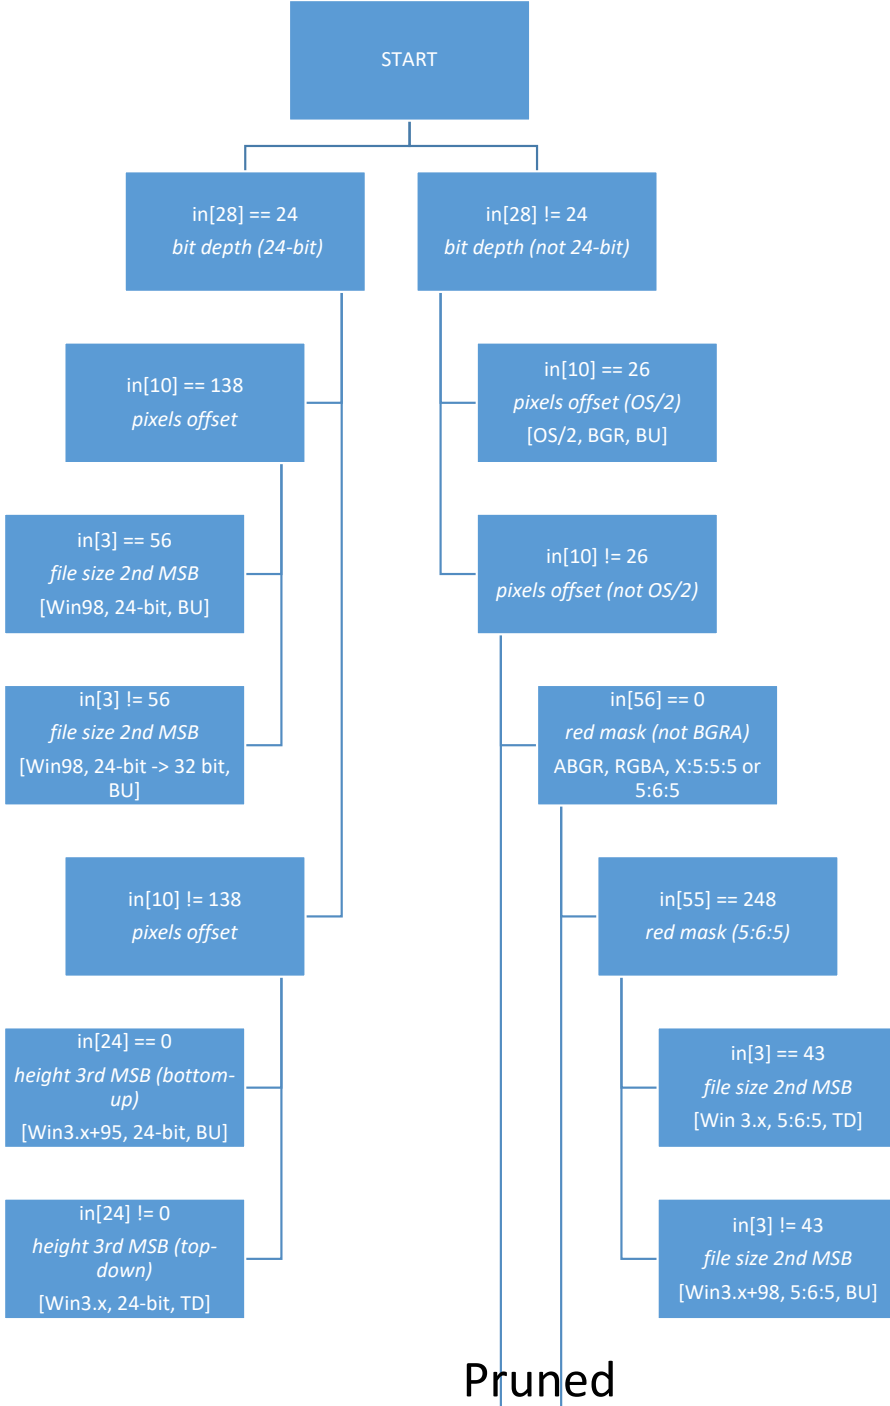 START
in[28] == 24
bit depth (24-bit)
in[28] != 24
bit depth (not 24-bit)
in[10] == 138
pixels offset
in[10] == 26
pixels offset (OS/2)
[OS/2, BGR, BU]
in[3] == 56
file size 2nd MSB
[Win98, 24-bit, BU]
in[10] != 26
pixels offset (not OS/2)
in[3] != 56
file size 2nd MSB
[Win98, 24-bit -> 32 bit,
BU]
in[56] == 0
red mask (not BGRA)
ABGR, RGBA, X:5:5:5 or
5:6:5
in[10] != 138
pixels offset
in[55] == 248
red mask (5:6:5)
in[24] == 0
height 3rd MSB (bottom-
up)
[Win3.x+95, 24-bit, BU]
in[3] == 43
file size 2nd MSB
[Win 3.x, 5:6:5, TD]
in[24] != 0
height 3rd MSB (top-
down)
[Win3.x, 24-bit, TD]
in[3] != 43
file size 2nd MSB
[Win3.x+98, 5:6:5, BU]
Pruned